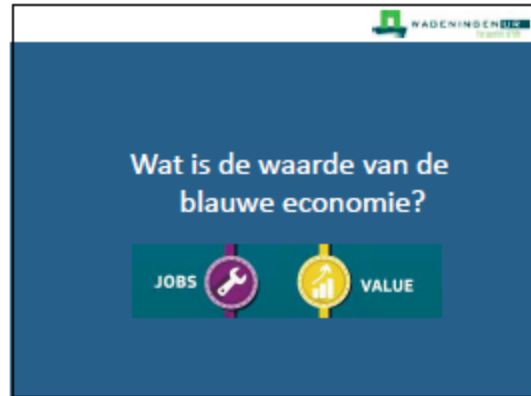 WAGENINGEN UR
Wat is de waarde van de
blauwe economie?
JOBS
VALUE